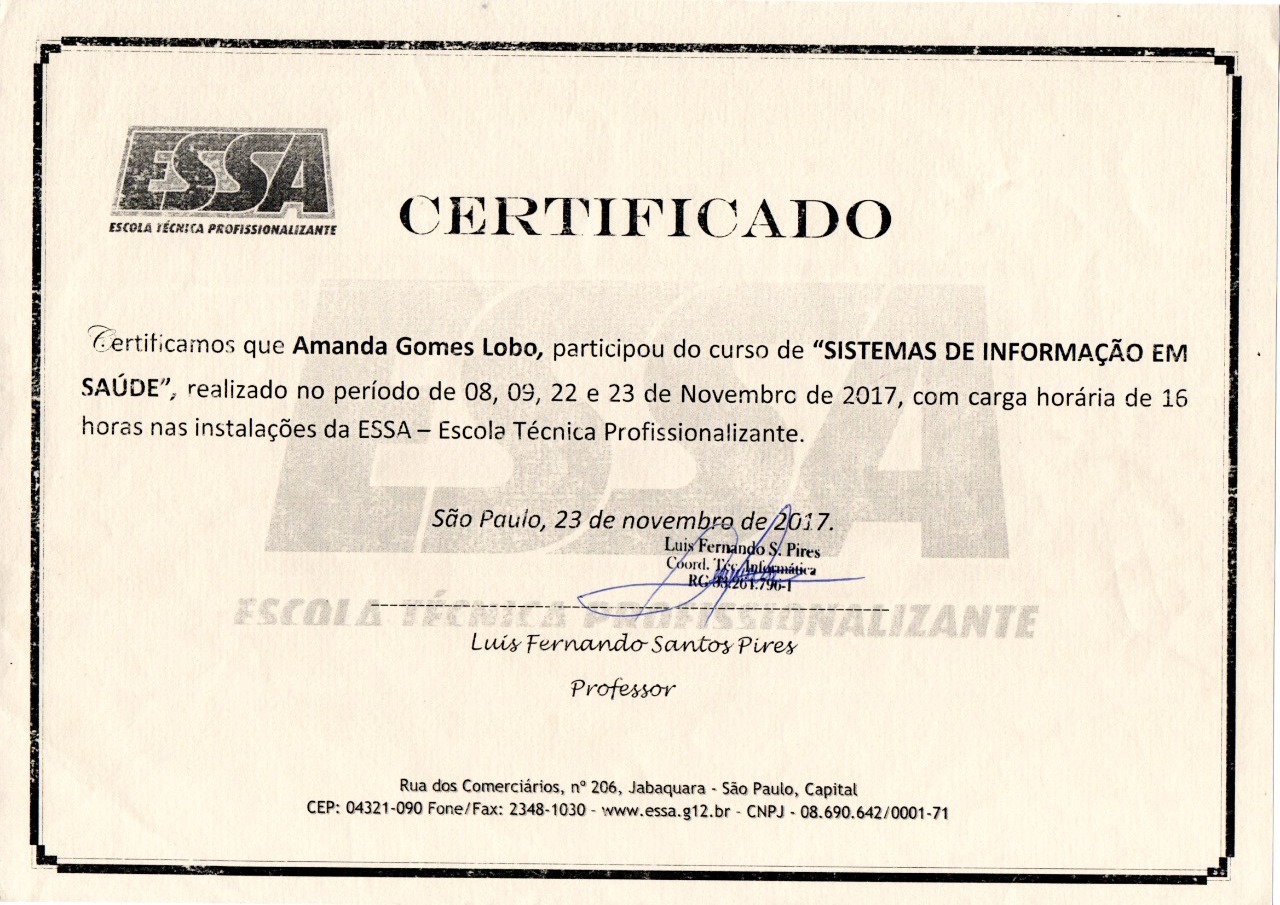 ESSA
ESCOLA TÉCNICA PROFISSIONALIZANTE
CERTIFICADO
Certificamos que Amanda Gomes Lobo, participou do curso de “SISTEMAS DE INFORMAÇÃO EM
SAÚDE”, realizado no período de 08, 09, 22 e 23 de Novembro de 2017, com carga horária de 16
horas nas instalações da ESSA – Escola Técnica Profissionalizante.
ESSA
São Paulo, 23 de novembro de 2017.
Luis Fernando S. Pires
Coord. Téc. Informática
RG
ESCOLA TÉCNICA PROFISSIONALIZANTE
Luis Fernando Santos Pires
Professor
Rua dos Comerciários, nº 206, Jabaquara - São Paulo, Capital
CEP: 04321-090 Fone/Fax: 2348-1030 - www.essa.g12.br - CNPJ - 08.690.642/0001-71